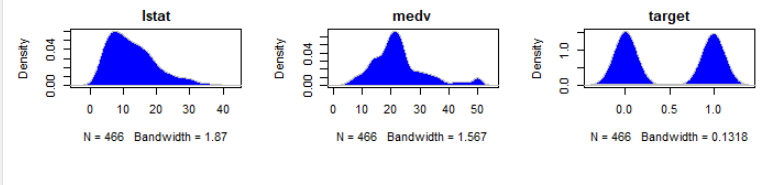 lstat
Density
0.00 0.04
0 10 20 30 40
N = 466 Bandwidth = 1.87
medv
Density
0.00 0.04
0 10 20 30 40 50
N = 466 Bandwidth = 1.567
target
Density
0.0 1.0
0.0 0.5 1.0
N = 466 Bandwidth = 0.1318